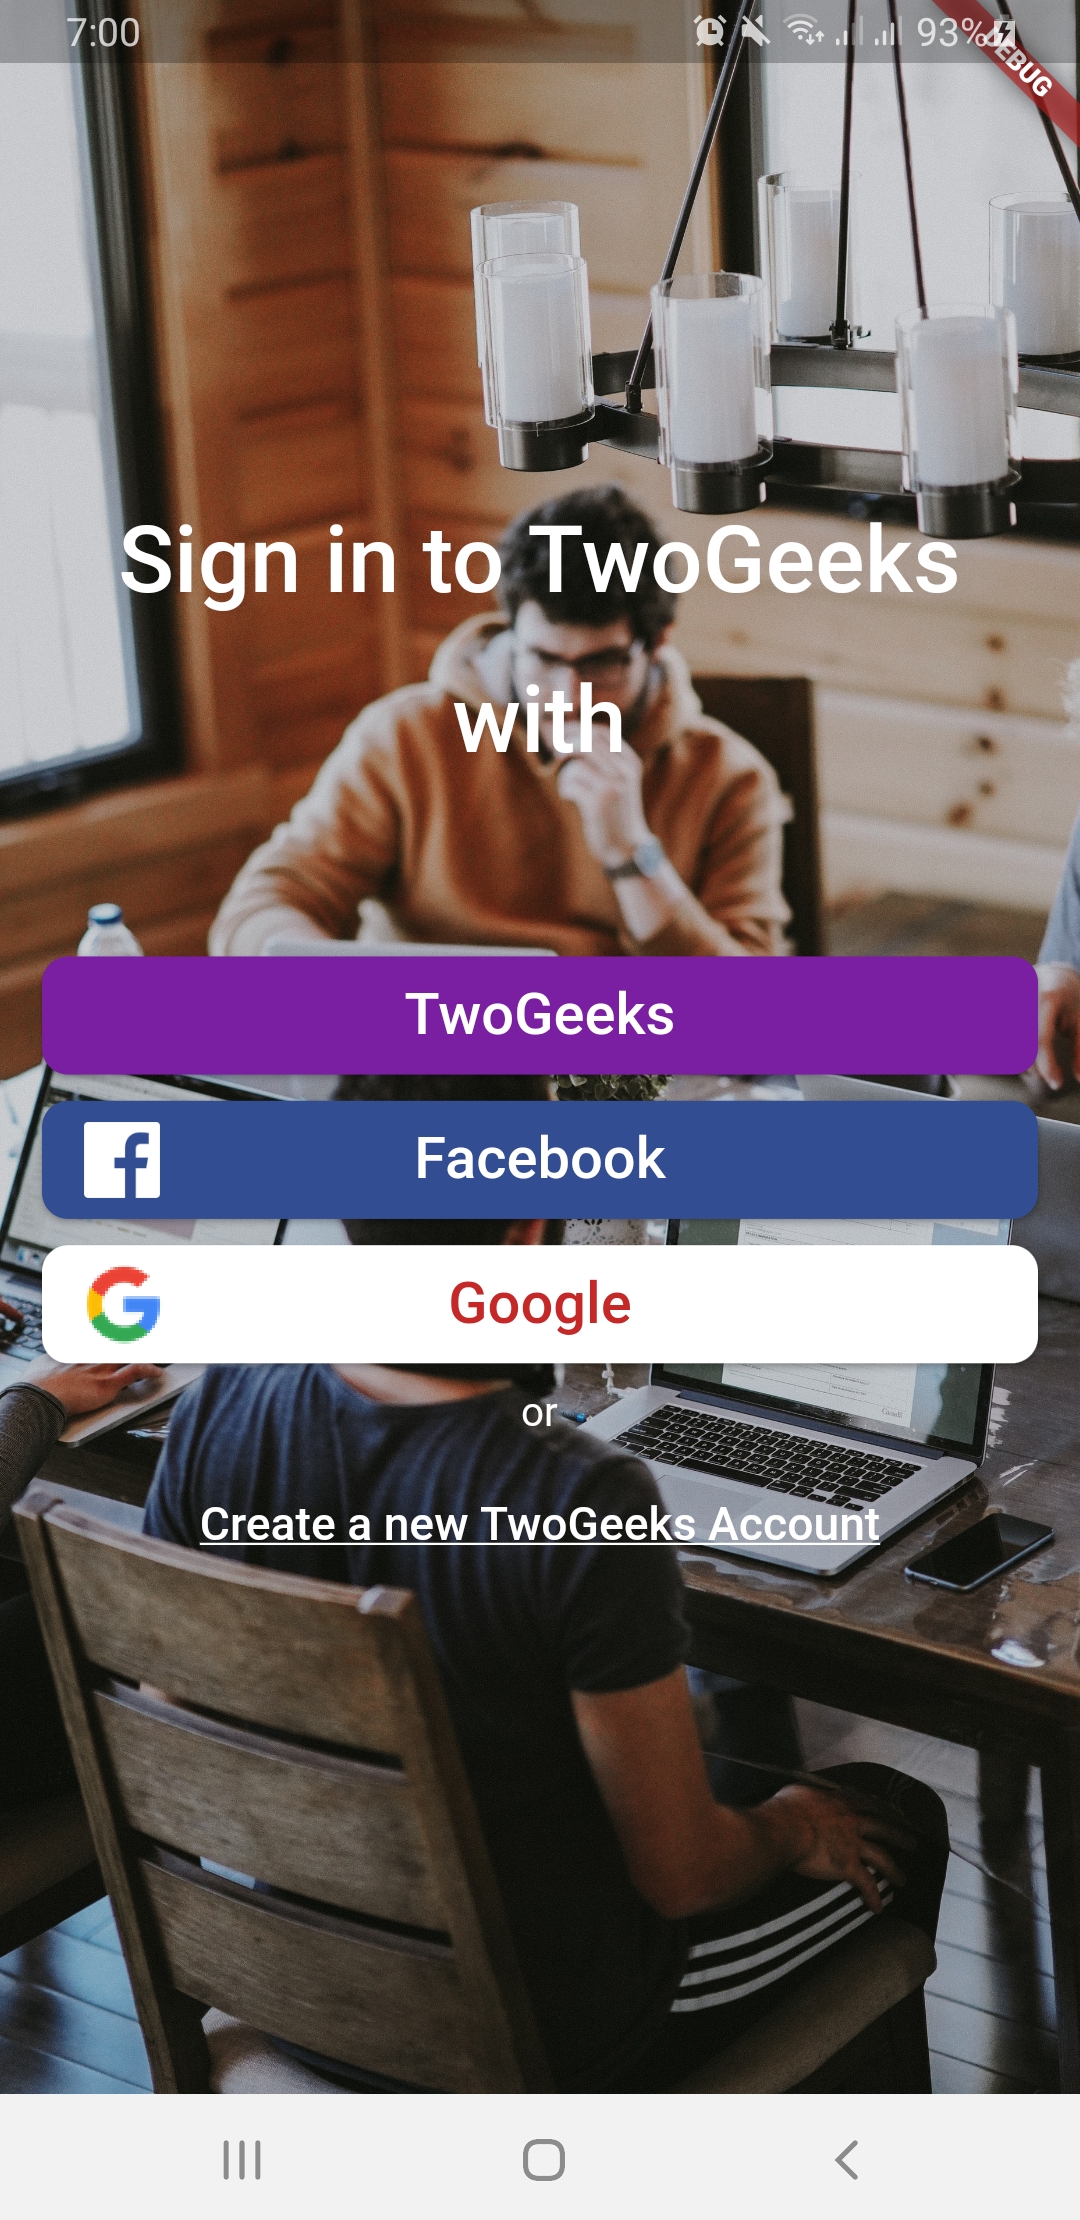 7:00 93%
DEBUG
Sign in to TwoGeeks
with
TwoGeeks
Facebook
Google
or
Create a new TwoGeeks Account